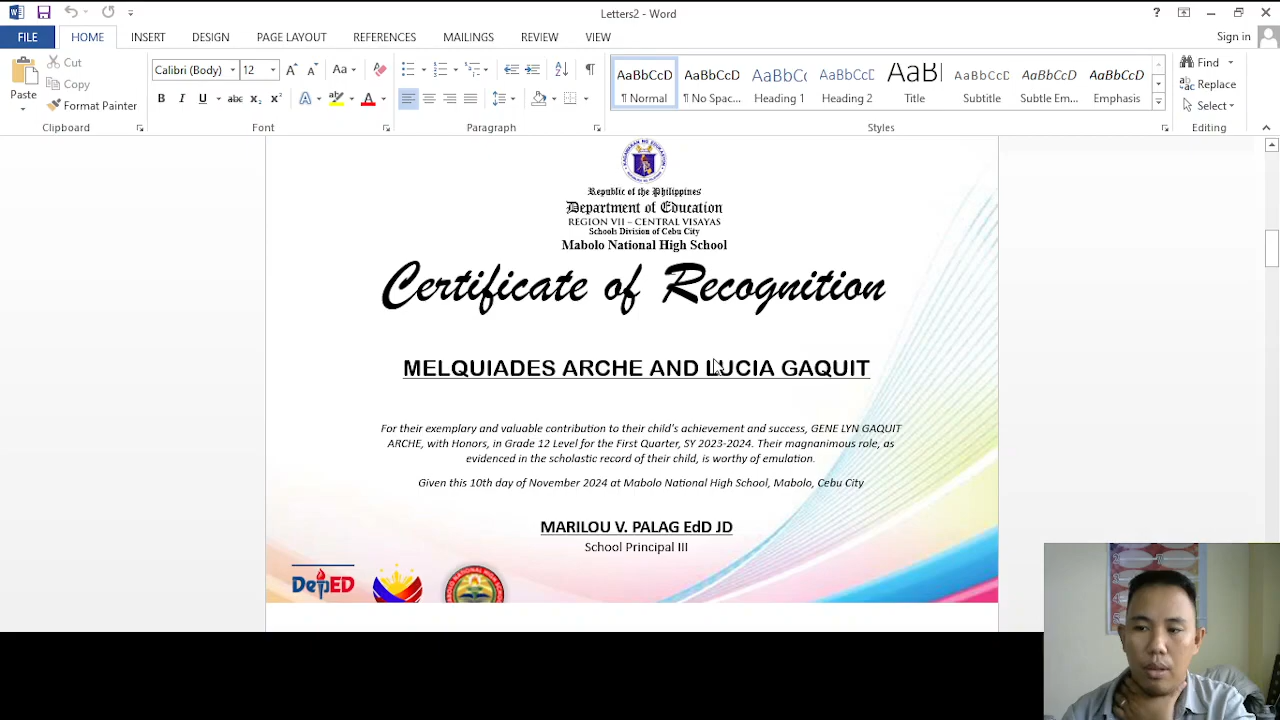 Letters2 - Word
? 
FILE HOME INSERT DESIGN PAGE LAYOUT REFERENCES MAILINGS REVIEW VIEW Sign in
Paste
Cut
Copy
Format Painter
Calibri (Body) 12
Aa
B I U abc x₂ x² A A
AaBbCcD AaBbCcD AaBbCc AaBbCcD AaBb AaBbCcD AaBbCcD AaBbCcD
¶ Normal ¶ No Spac... Heading 1 Heading 2 Title Subtitle Subtle Em... Emphasis
Find
Replace
Select
Clipboard Font Paragraph Styles Editing
Republic of the Philippines
Department of Education
REGION VII – CENTRAL VISAYAS
Schools Division of Cebu City
Mabolo National High School
Certificate of Recognition
MELQUIADES ARCHE AND LUCIA GAQUIT
For their exemplary and valuable contribution to their child's achievement and success, GENE LYN GAQUIT
ARCHE, with Honors, in Grade 12 Level for the First Quarter, SY 2023-2024. Their magnanimous role, as
evidenced in the scholastic record of their child, is worthy of emulation.
Given this 10th day of November 2024 at Mabolo National High School, Mabolo, Cebu City
MARILOU V. PALAG EdD JD
School Principal III
DepED